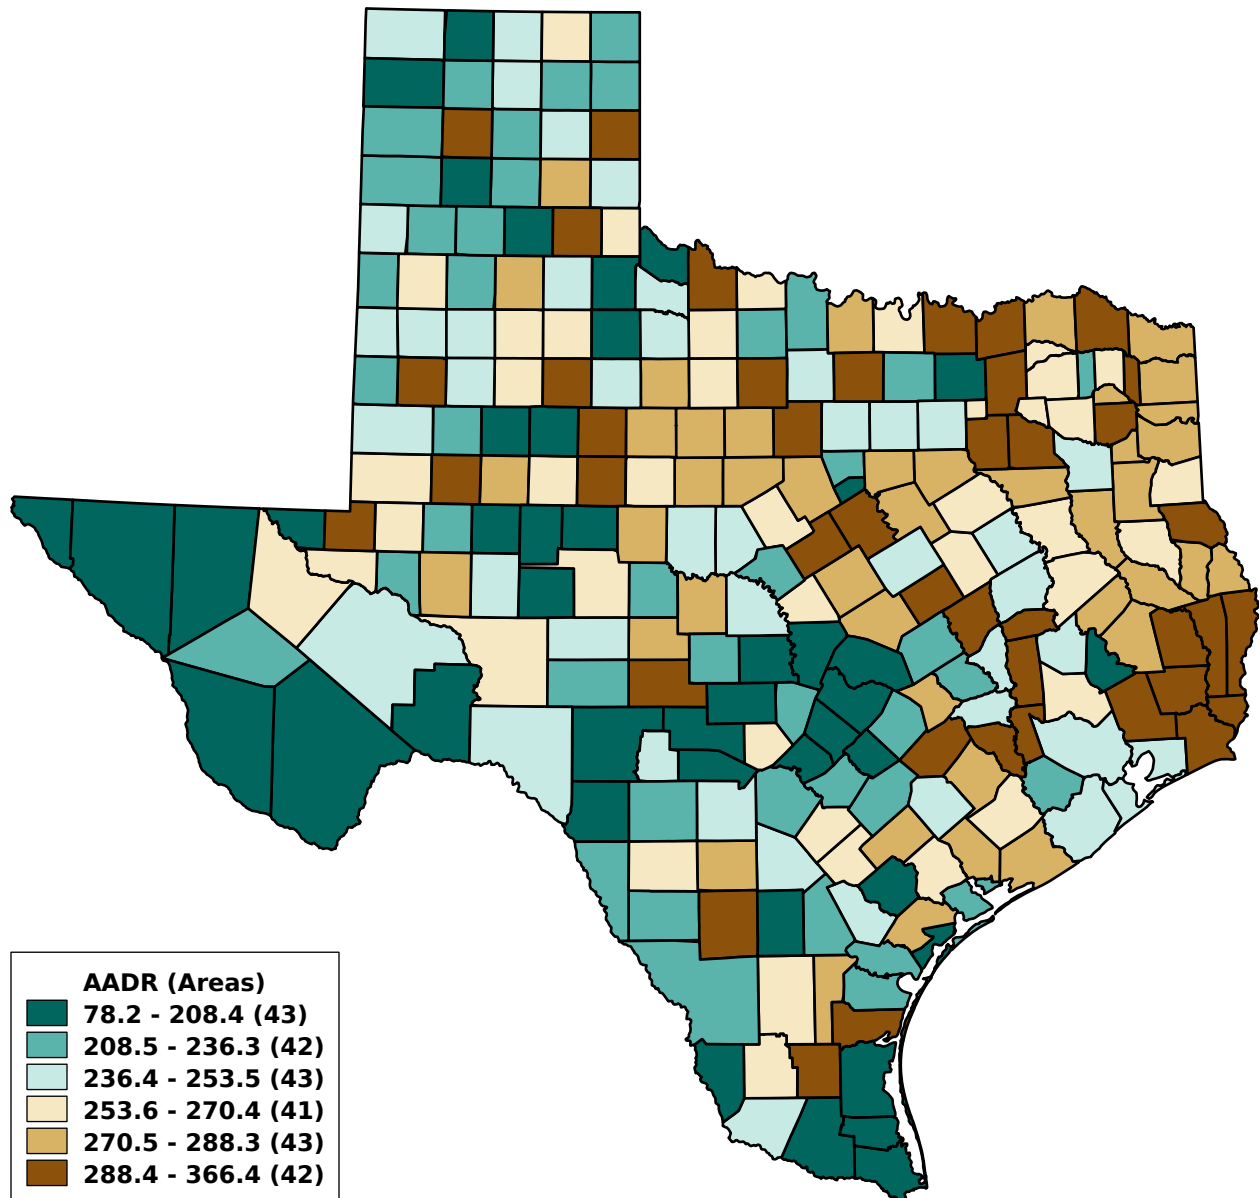 AADR (Areas)
78.2 - 208.4 (43)
208.5 - 236.3 (42)
236.4 - 253.5 (43)
253.6 - 270.4 (41)
270.5 - 288.3 (43)
288.4 - 366.4 (42)